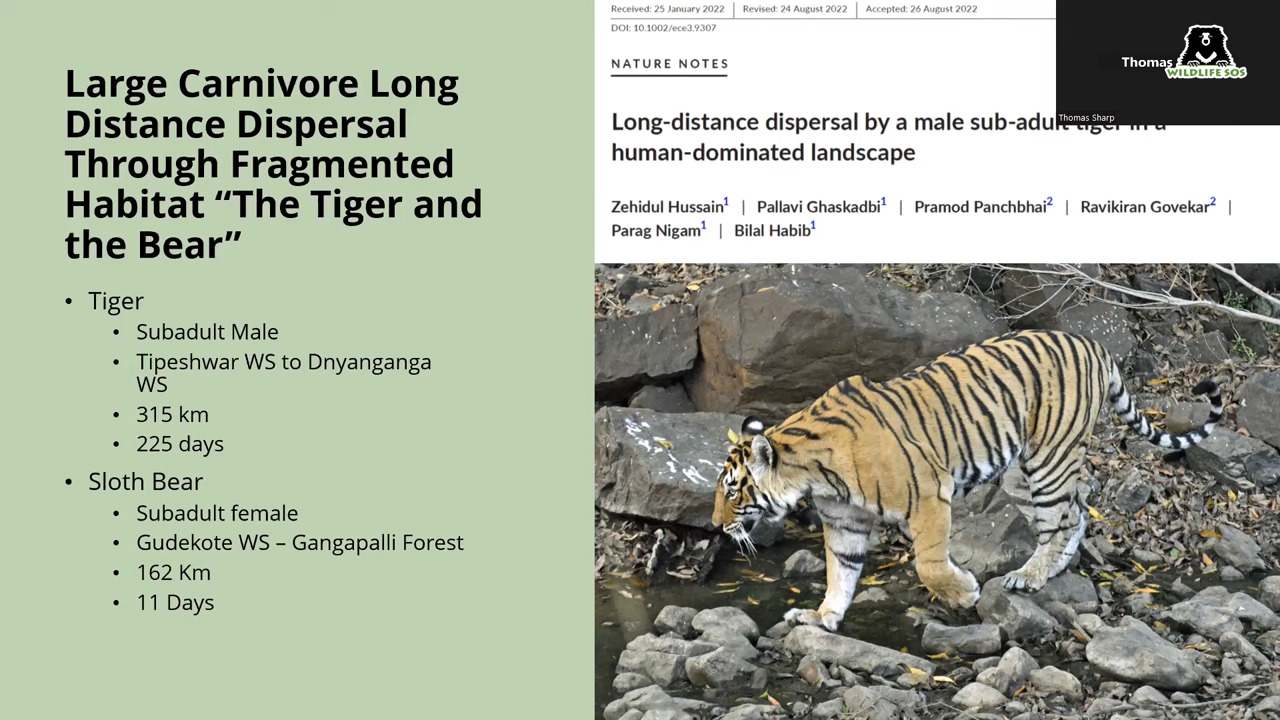 Large Carnivore Long
Distance Dispersal
Through Fragmented
Habitat “The Tiger and
the Bear”
• Tiger
• Subadult Male
• Tipeshwar WS to Dnyanganga
WS
• 315 km
• 225 days
• Sloth Bear
• Subadult female
• Gudekote WS – Gangapalli Forest
• 162 Km
• 11 Days
Received: 25 January 2022 | Revised: 24 August 2022 | Accepted: 26 August 2022
DOI: 10.1002/ece3.9307
NATURE NOTES
Long-distance dispersal by a male sub-adult tiger in a
human-dominated landscape
Zehidul Hussain1 | Pallavi Ghaskadbi1 | Pramod Panchbhai2 | Ravikiran Govekar2 |
Parag Nigam1 | Bilal Habib1
Thomas
WILDLIFE SOS
Thomas Sharp